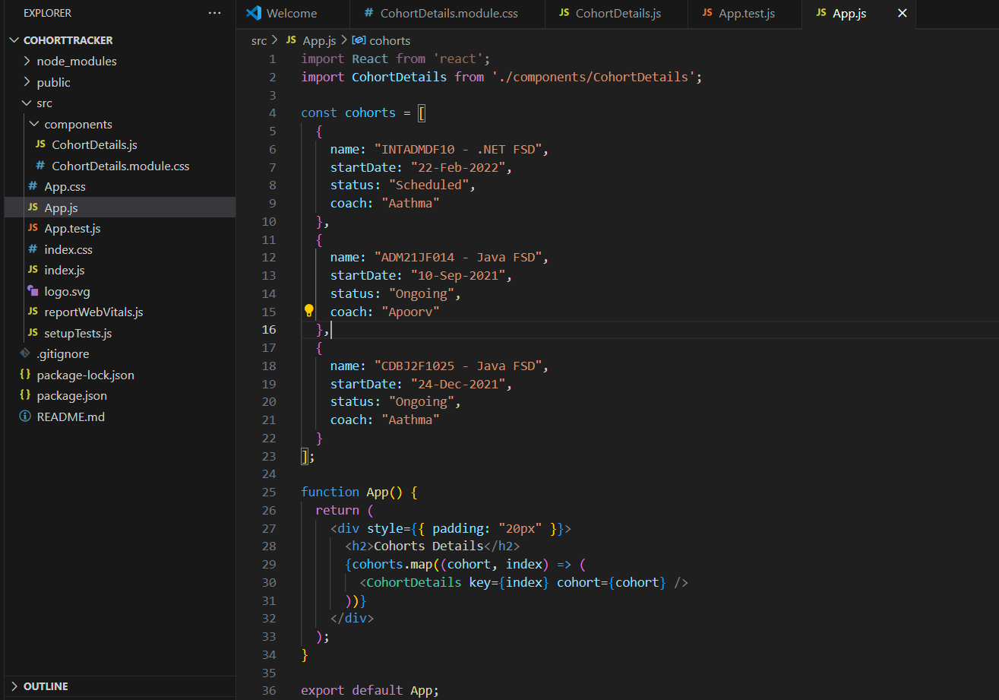 EXPLORER ...
COHORTTRACKER
node_modules
public
src
components
JS CohortDetails.js
# CohortDetails.module.css
# App.css
JS App.js
JS App.test.js
# index.css
JS index.js
logo.svg
JS reportWebVitals.js
JS setupTests.js
.gitignore
{} package-lock.json
{} package.json
README.md
OUTLINE
Welcome
# CohortDetails.module.css
JS CohortDetails.js
JS App.test.js
JS App.js
src > JS App.js > cohorts
1 import React from 'react';
2 import CohortDetails from './components/CohortDetails';
3
4 const cohorts = [
5   {
6     name: "INTADMDF10 - .NET FSD",
7     startDate: "22-Feb-2022",
8     status: "Scheduled",
9     coach: "Aathma"
10   },
11   {
12     name: "ADM21JF014 - Java FSD",
13     startDate: "10-Sep-2021",
14     status: "Ongoing",
15     coach: "Apoorv"
16   },
17   {
18     name: "CDBJ2F1025 - Java FSD",
19     startDate: "24-Dec-2021",
20     status: "Ongoing",
21     coach: "Aathma"
22   }
23 ];
24
25 function App() {
26   return (
27     <div style={{ padding: "20px" }}>
28       <h2>Cohorts Details</h2>
29       {cohorts.map((cohort, index) => (
30         <CohortDetails key={index} cohort={cohort} />
31       ))}
32     </div>
33   );
34 }
35
36 export default App;